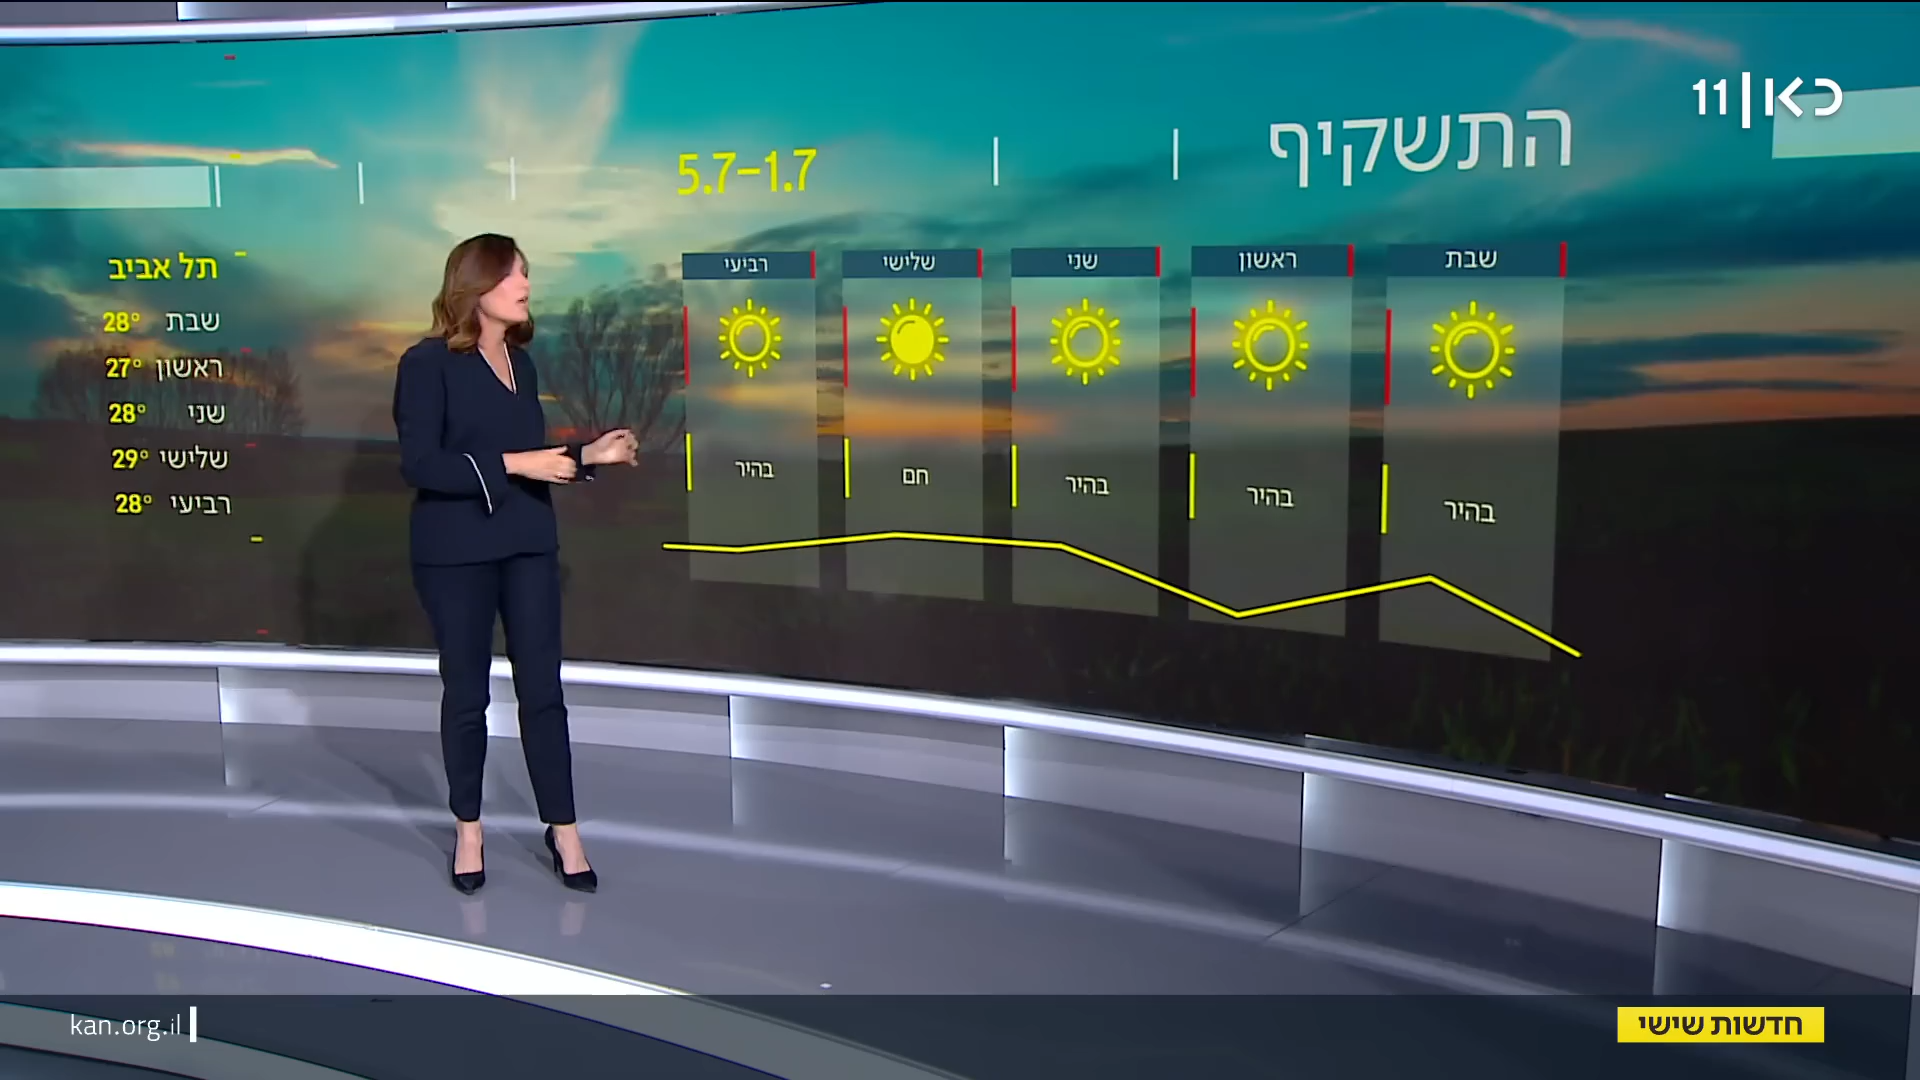 כאן 11
התשקיף
5.7-1.7
שבת
ראשון
שני
שלישי
רביעי
בהיר
בהיר
בהיר
חם
בהיר
תל אביב
שבת 28°
ראשון 27°
שני 28°
שלישי 29°
רביעי 28°
חדשות שישי
kan.org.il